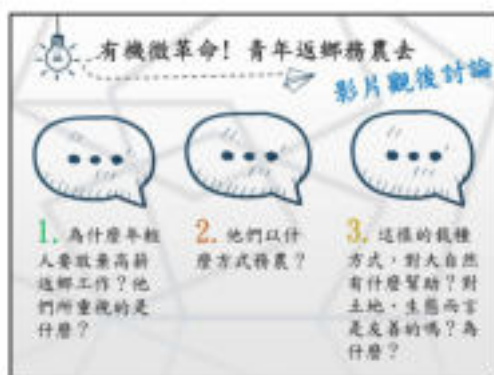 有機微革命! 青年返鄉務農去
影片觀後討論
1. 為什麼年輕
人要放棄高薪
返鄉工作?他
們所重視的是
什麼?
2. 他們以什
麼方式務農?
3. 這樣的栽種
方式,對大自然
有什麼幫助?對
土地、生態而言
是友善的嗎?為
什麼?